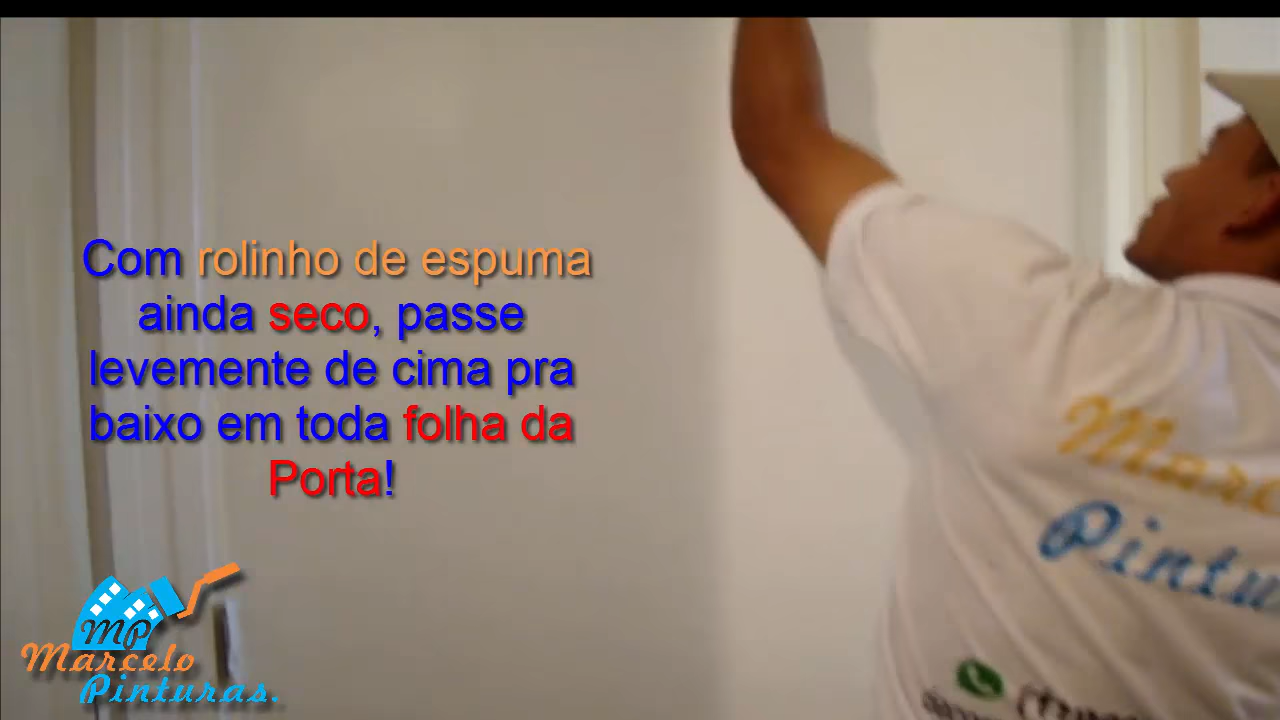 Com rolinho de espuma
ainda seco, passe
levemente de cima pra
baixo em toda folha da
Porta!
MP
Marcelo
Pinturas.